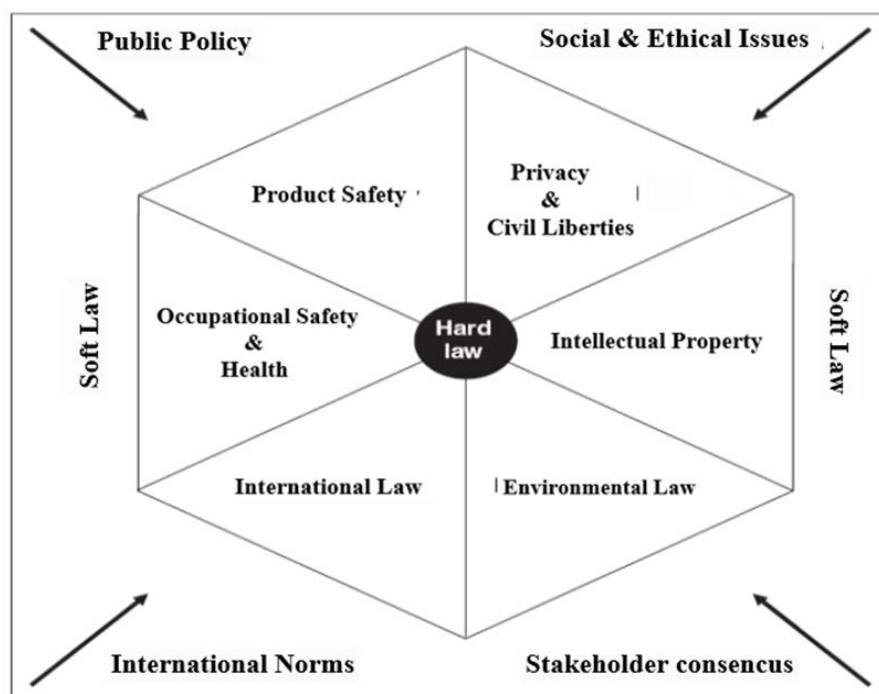 Public Policy
Social & Ethical Issues
Product Safety
Privacy
&
Civil Liberties
Soft Law
Occupational Safety
&
Health
Hard
law
Intellectual Property
Soft Law
International Law
Environmental Law
International Norms
Stakeholder consencus